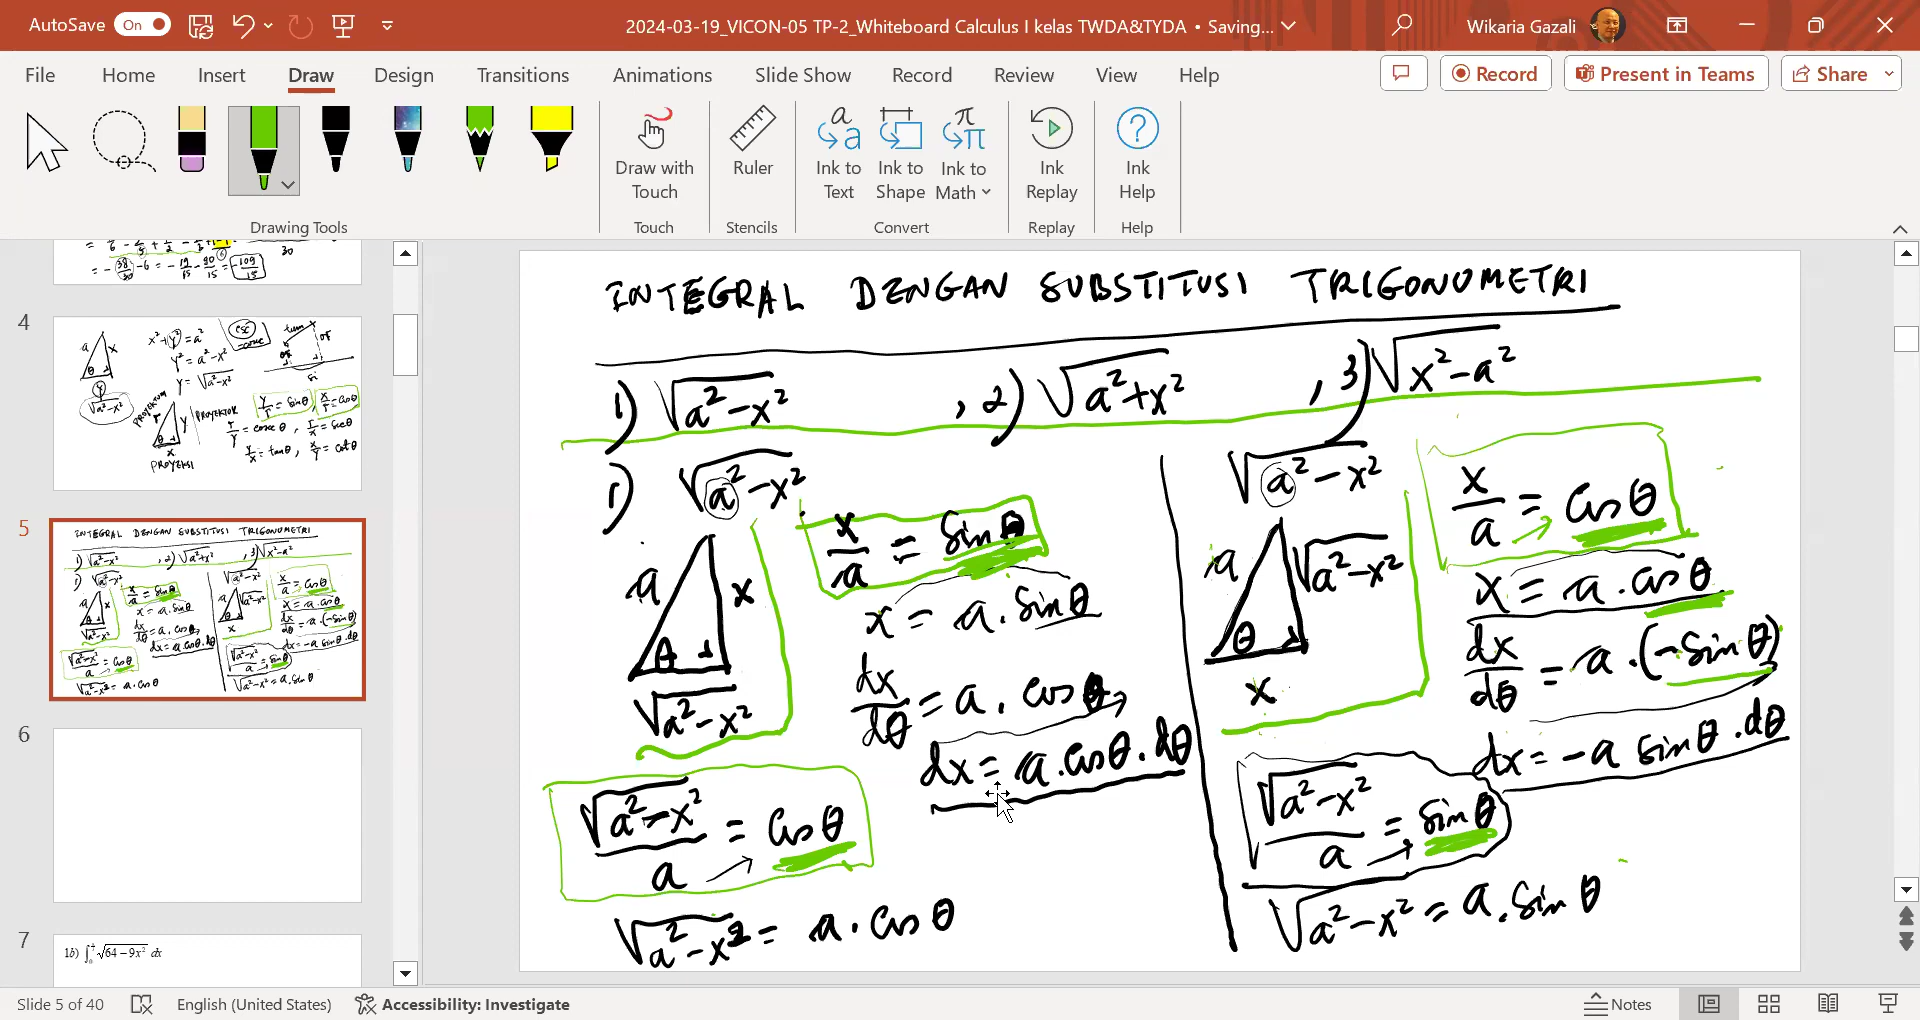 AutoSave On
2024-03-19_VICON-05 TP-2_Whiteboard Calculus I kelas TWDA&TYDA • Saving...
Wikaria Gazali
File Home Insert Draw Design Transitions Animations Slide Show Record Review View Help
Record Present in Teams Share
Draw with Touch
Ruler
Ink to Text
Ink to Shape
Ink to Math
Ink Replay
Ink Help
Drawing Tools Touch Stencils Convert Replay Help
4
5
6
7
1b) ∫ √64 – 9x² dx
INTEGRAL DENGAN SUBSTITUSI TRIGONOMETRI
1) √a²-x² , 2) √a²+x² , 3) √x²-a²
1) √a²-x²
a x θ √a²-x²
x/a = sin θ
x = a . sin θ
dx/dθ = a . cos θ
dx = a . cos θ . dθ
√a²-x²/a = cos θ
√a²-x² = a . cos θ
√a²-x²
a √a²-x² θ x
x/a = cos θ
x = a . cos θ
dx/dθ = a . (-sin θ)
dx = -a sin θ . dθ
√a²-x²/a = sin θ
√a²-x² = a . sin θ
Slide 5 of 40 English (United States) Accessibility: Investigate Notes